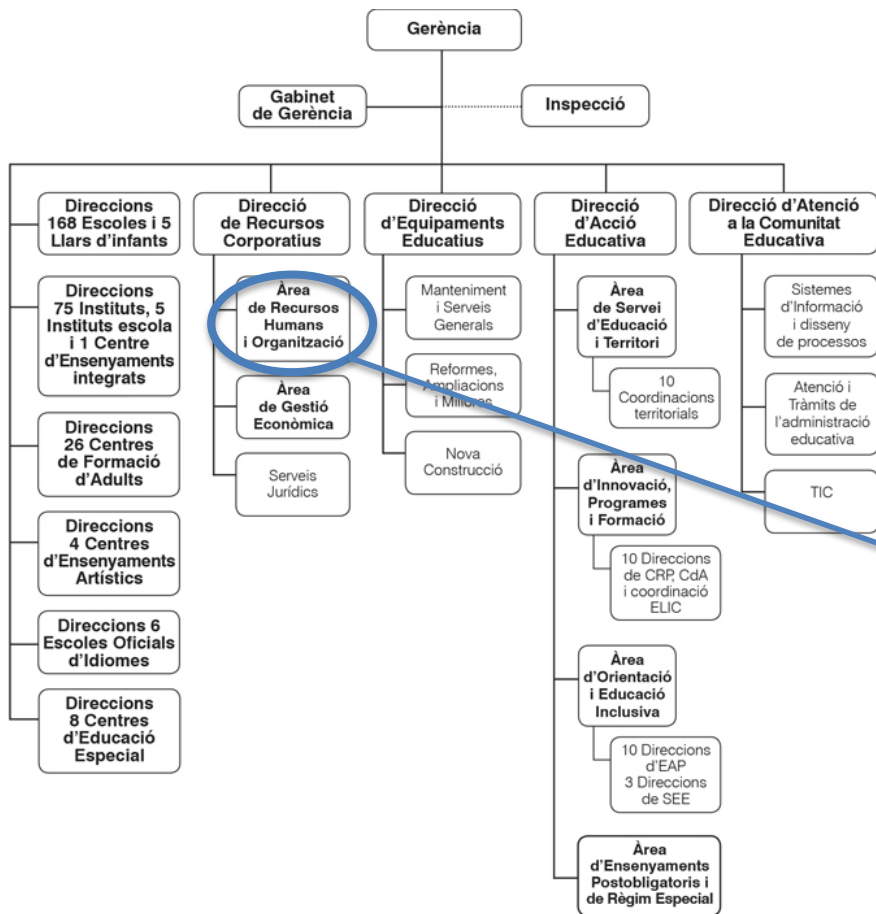 Gerència
Gabinet
de Gerència
Inspecció
Direccions
168 Escoles i 5
Llars d'infants
Direccions
75 Instituts, 5
Instituts escola
i 1 Centre
d'Ensenyaments
integrats
Direccions
26 Centres
de Formació
d'Adults
Direccions
4 Centres
d'Ensenyaments
Artístics
Direccions 6
Escoles Oficials
d'Idiomes
Direccions
8 Centres
d'Educació
Especial
Direcció
de Recursos
Corporatius
Àrea
de Recursos
Humans
i Organització
Àrea
de Gestió
Econòmica
Serveis
Jurídics
Direcció
d'Equipaments
Educatius
Manteniment
i Serveis
Generals
Reformes,
Ampliacions
i Millores
Nova
Construcció
Direcció
d'Acció
Educativa
Àrea
de Servei
d'Educació
i Territori
10
Coordinacions
territorials
Àrea
d'Innovació,
Programes
i Formació
10 Direccions
de CRP, CdA
i coordinació
ELIC
Àrea
d'Orientació
i Educació
Inclusiva
10 Direccions
d'EAP
3 Direccions
de SEE
Àrea
d'Ensenyaments
Postobligatoris i
de Règim Especial
Direcció d'Atenció
a la Comunitat
Educativa
Sistemes
d'Informació
i disseny
de processos
Atenció i
Tràmits de
l'administració
educativa
TIC